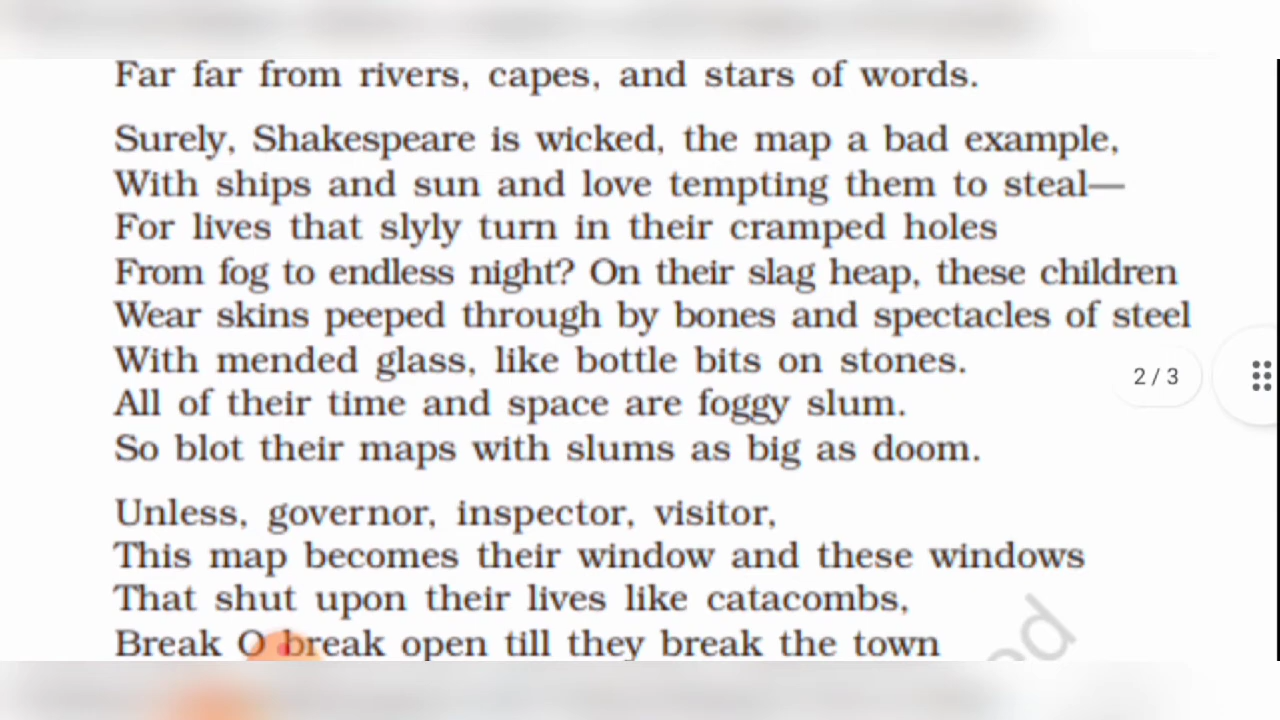 Far far from rivers, capes, and stars of words.
Surely, Shakespeare is wicked, the map a bad example,
With ships and sun and love tempting them to steal—
For lives that slyly turn in their cramped holes
From fog to endless night? On their slag heap, these children
Wear skins peeped through by bones and spectacles of steel
With mended glass, like bottle bits on stones.
All of their time and space are foggy slum.
So blot their maps with slums as big as doom.
Unless, governor, inspector, visitor,
This map becomes their window and these windows
That shut upon their lives like catacombs,
Break O break open till they break the town
2 / 3